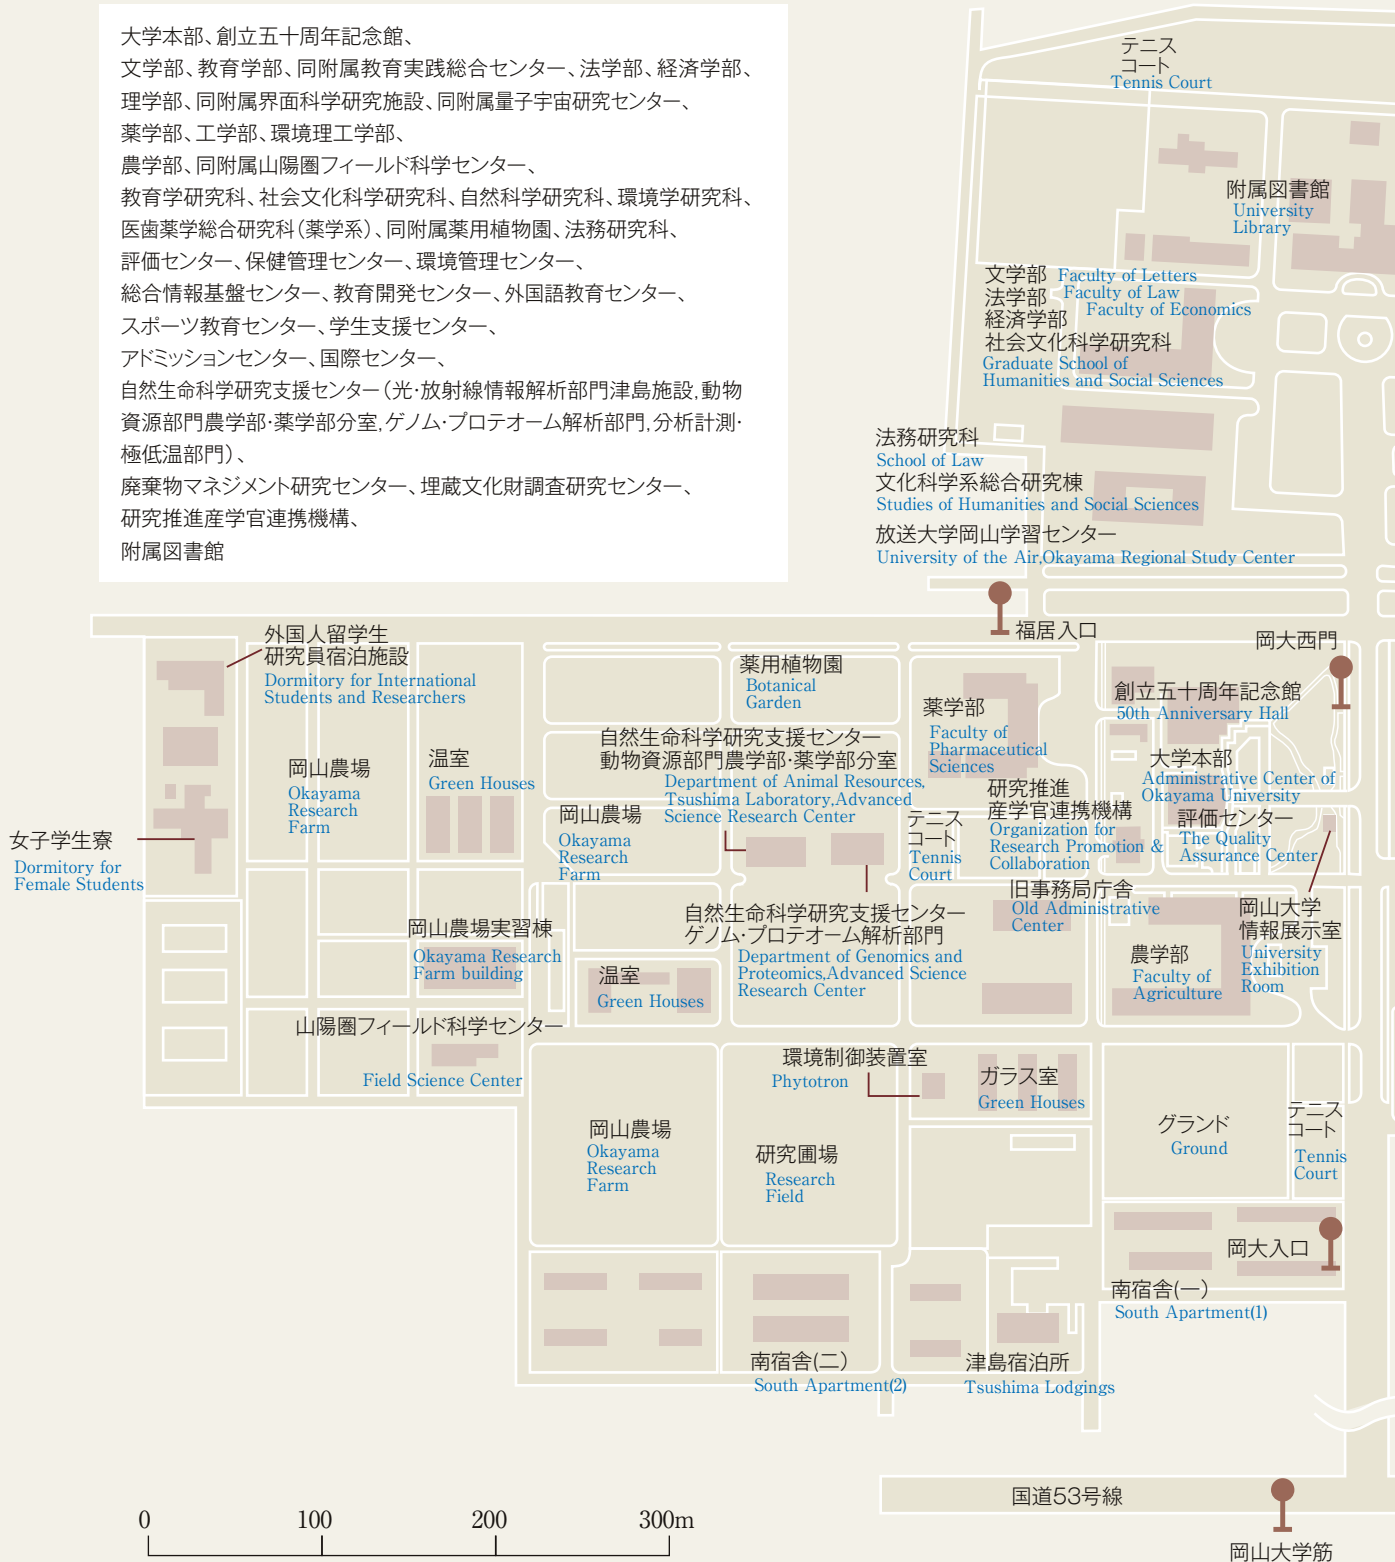 大学本部、創立五十周年記念館、
文学部、教育学部、同附属教育実践総合センター、法学部、経済学部、
理学部、同附属界面科学研究施設、同附属量子宇宙研究センター、
薬学部、工学部、環境理工学部、
農学部、同附属山陽圏フィールド科学センター、
教育学研究科、社会文化科学研究科、自然科学研究科、環境学研究科、
医歯薬学総合研究科（薬学系）、同附属薬用植物園、法務研究科、
評価センター、保健管理センター、環境管理センター、
総合情報基盤センター、教育開発センター、外国語教育センター、
スポーツ教育センター、学生支援センター、
アドミッションセンター、国際センター、
自然生命科学研究支援センター（光・放射線情報解析部門津島施設,動物
資源部門農学部・薬学部分室,ゲノム・プロテオーム解析部門,分析計測・
極低温部門）、
廃棄物マネジメント研究センター、埋蔵文化財調査研究センター、
研究推進産学官連携機構、
附属図書館
テニス
コート
Tennis Court
附属図書館
University
Library
文学部 Faculty of Letters
法学部 Faculty of Law
経済学部 Faculty of Economics
社会文化科学研究科
Graduate School of
Humanities and Social Sciences
法務研究科
School of Law
文化科学系総合研究棟
Studies of Humanities and Social Sciences
放送大学岡山学習センター
University of the Air,Okayama Regional Study Center
福居入口
岡大西門
外国人留学生
研究員宿泊施設
Dormitory for International
Students and Researchers
薬用植物園
Botanical
Garden
薬学部
Faculty of
Pharmaceutical
Sciences
創立五十周年記念館
50th Anniversary Hall
自然生命科学研究支援センター
動物資源部門農学部・薬学部分室
Department of Animal Resources,
Tsushima Laboratory,Advanced
Science Research Center
大学本部
Administrative Center of
Okayama University
岡山農場
Okayama
Research
Farm
温室
Green Houses
岡山農場
Okayama
Research
Farm
テニス
コート
Tennis
Court
研究推進
産学官連携機構
Organization for
Research Promotion &
Collaboration
評価センター
The Quality
Assurance Center
女子学生寮
Dormitory for
Female Students
旧事務局庁舎
Old Administrative
Center
岡山大学
情報展示室
University
Exhibition
Room
岡山農場実習棟
Okayama Research
Farm building
自然生命科学研究支援センター
ゲノム・プロテオーム解析部門
Department of Genomics and
Proteomics,Advanced Science
Research Center
農学部
Faculty of
Agriculture
温室
Green Houses
山陽圏フィールド科学センター
Field Science Center
環境制御装置室
Phytotron
ガラス室
Green Houses
岡山農場
Okayama
Research
Farm
研究圃場
Research
Field
グランド
Ground
テニス
コート
Tennis
Court
岡大入口
南宿舎(一)
South Apartment(1)
南宿舎(二)
South Apartment(2)
津島宿泊所
Tsushima Lodgings
国道53号線
岡山大学筋
0 100 200 300m